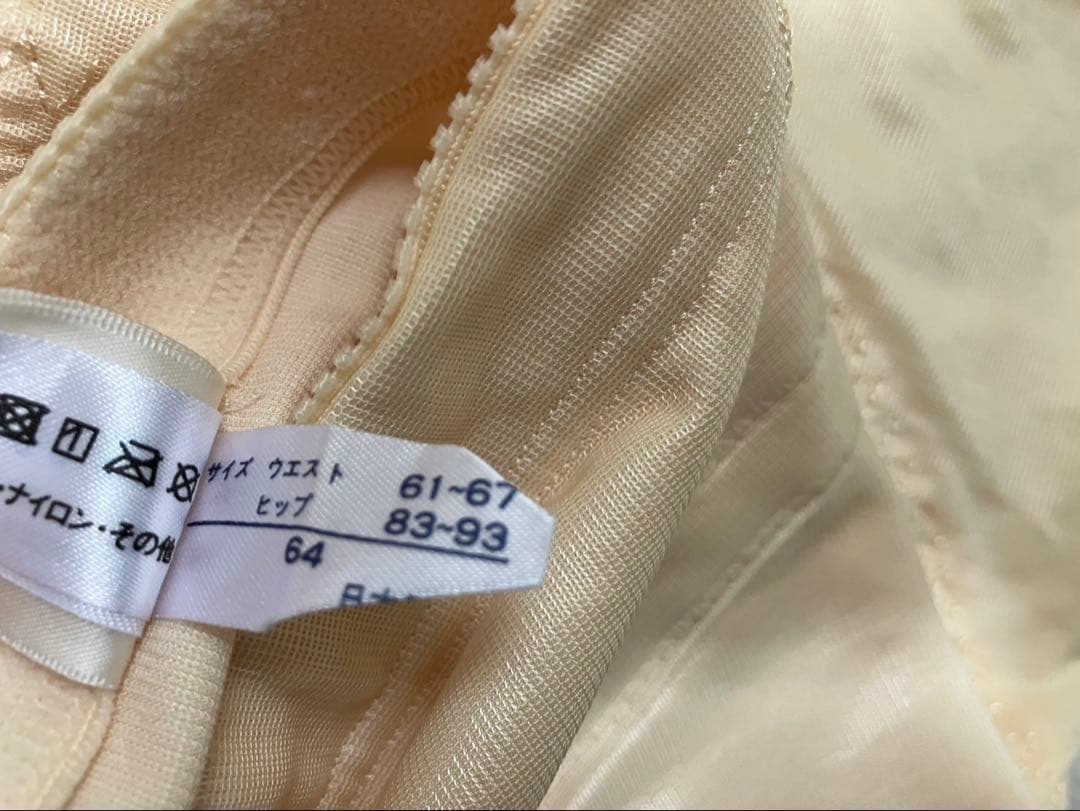 ・ナイロン・その他
サイズ ウエスト 61~67
ヒップ 83~93
64